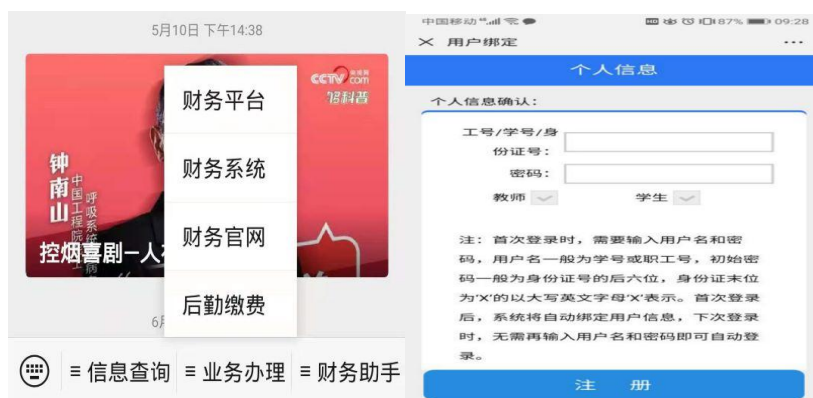 5月10日 下午14:38
CCTV.com
央视网
得科普
财务平台
财务系统
财务官网
后勤缴费
钟南山
中国工程院
呼吸系统
病
控烟喜剧一人
6月
≡ 信息查询
≡ 业务办理
≡ 财务助手
中国移动
HD
87%
09:28
× 用户绑定
...
个人信息
个人信息确认：
工号/学号/身
份证号：
密码：
教师
学生
注：首次登录时，需要输入用户名和密
码，用户名一般为学号或职工号，初始密
码一般为身份证号的后六位，身份证末位
为'X'的以大写英文字母'X'表示。首次登录
后，系统将自动绑定用户信息，下次登录
时，无需再输入用户名和密码即可自动登
录。
注 册